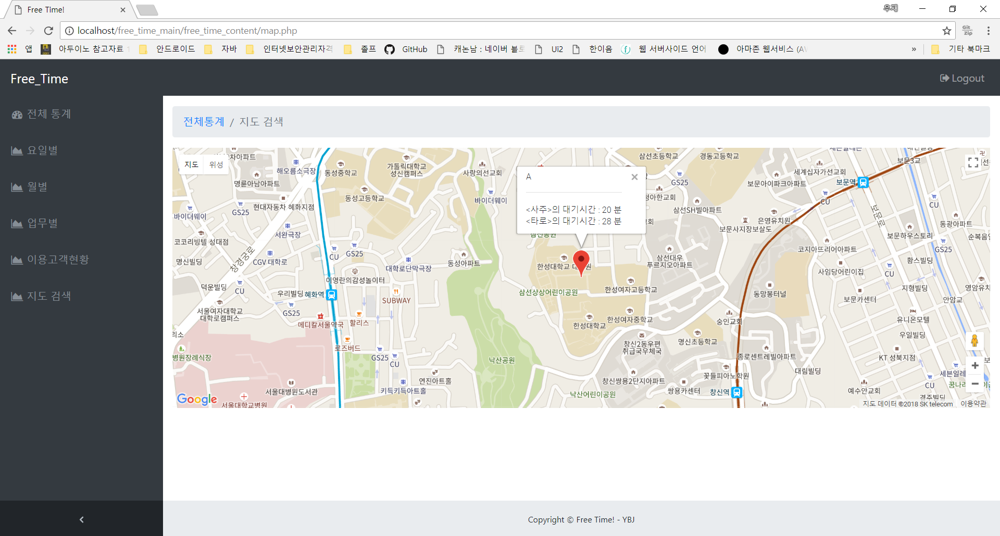 Free Time!
우재
localhost/free_time_main/free_time_content/map.php
Git Zip
앱
아두이노 참고자료 1
안드로이드
자바
인터넷보안관리자격
졸프
GitHub
캐논남 : 네이버 블로
Ui2
한이음
웹 서버사이드 언어
아마존 웹서비스 (AV
»
기타 북마크
Free_Time
Logout
전체 통계
요일별
월별
업무별
이용고객현황
지도 검색
전체통계 / 지도 검색
지도
위성
해오름소극장
동성중학교
가톨릭대학교
성신캠퍼스
사랑의선교회
삼선초등학교
경동고등학교
세계십자가선교회
보문3교
명륜아남아파트
GS25
보문아이파크아파트
보문역
A
<사주>의 대기시간 : 20 분
<타로>의 대기시간 : 28 분
동성고등학교
바이더웨이
CU
CU
바이더웨이
GS25
현대자동차 혜화지점
삼선SH빌아파트
은영유치원
보문로
동광아파트
서완극장
보문사지장보살도
보문하우스토리
코코리빙텔 성대점
삼선공원
순복음
명신빌딩
창경궁로
CGV 대학로
CU
GS25
대학로단막극장
동성아파트
한성대학교 대
원
삼선대우
푸르지오아파트
코지아뜨리어아파트
GS25
황스빌딩
사임당어린이집
CU
덕운빌딩
CU
이영란의감성놀이터
우리빌딩
혜화역
SUBWAY
삼선상상어린이공원
한성여자고등학교
동망봉터널
지형빌딩
영암유치
보문카센터
안암교
서울여자대학교
대학로캠퍼스
GS25
메디칼서울약국
할리스
한성대학교
한성여자중학교
숭인교회
유니온모텔
우일빌딩
리소
병원장례식장
로즈버드
GS25
CU
낙산공원
창신2동우편
취급국우체국
명신초등학교
종로센트레빌아파트
KT 성북지점
대림빌딩
세븐일레
꽃들피아노학원
연진아트홀
창신쌍용2단지아파트
서울대병원도서관
키득키득아트홀
낙산어린이공원
쌍용카센터
창신역
예수안교회
CU
꿈나라
경주빌딩
서울대학교병원
Google
지도 데이터 ©2018 SK telecom
이용약관
Copyright © Free Time! - YBJ